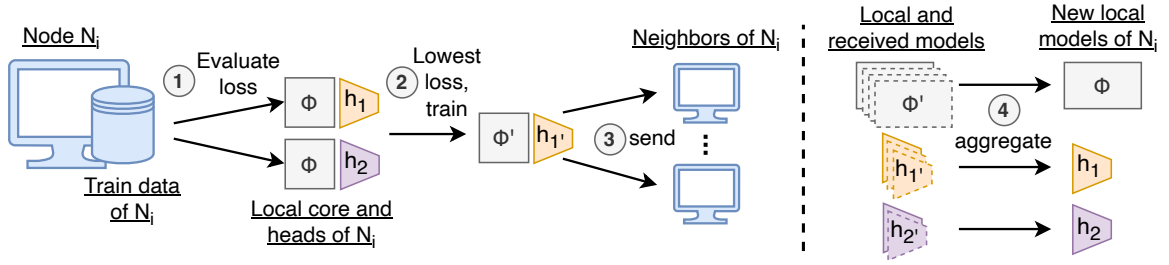 Node Nᵢ
1
Evaluate
loss
Train data
of Nᵢ
Φ
h₁
Φ
h₂
Local core and
heads of Nᵢ
2
Lowest
loss,
train
Φ'
h₁'
3 send
Neighbors of Nᵢ
Local and
received models
Φ'
h₁'
h₂'
4
aggregate
New local
models of Nᵢ
Φ
h₁
h₂